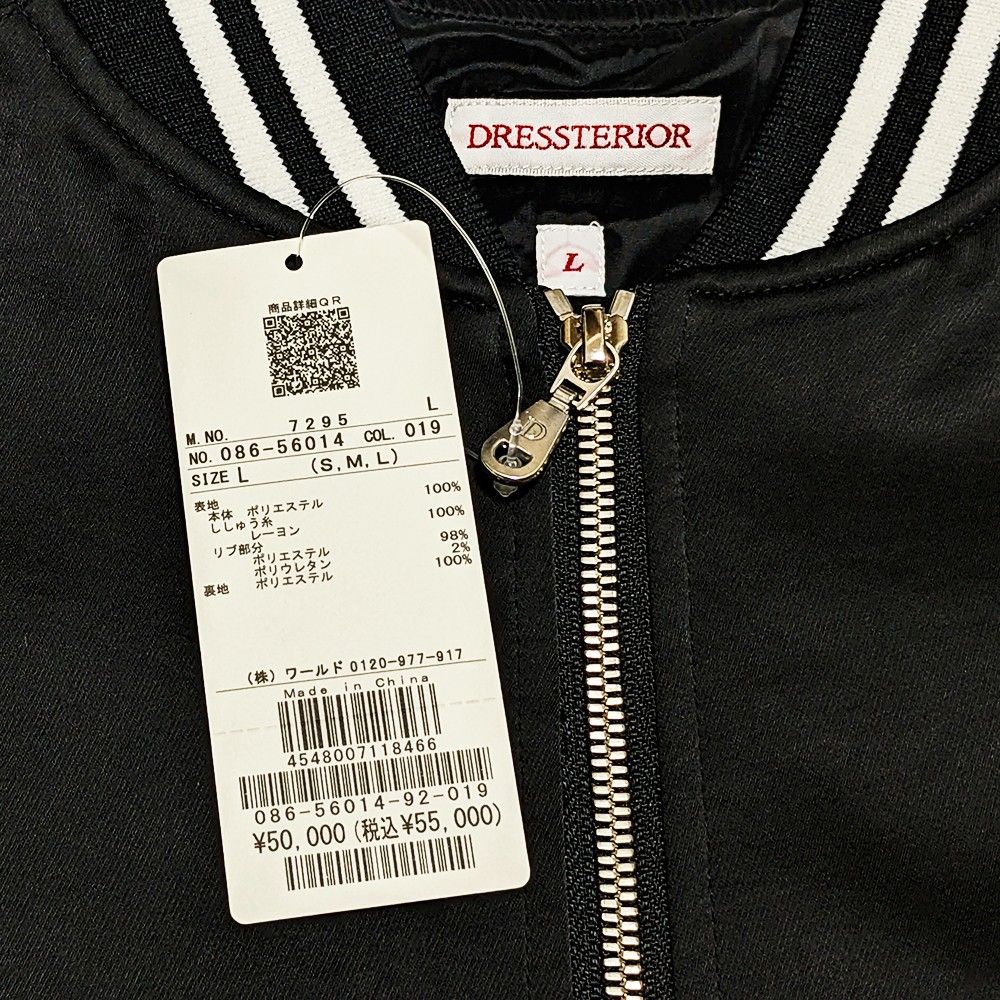 DRESSTERIOR
L
商品詳細QR
L
M.NO. 7295
NO. 086-56014 COL. 019
SIZE L (S, M, L)
表地
本体 ポリエステル 100%
ししゅう糸
レーヨン 100%
リブ部分
ポリエステル 98%
ポリウレタン 2%
裏地 ポリエステル 100%
(株) ワールド 0120-977-917
Made in China
4548007118466
086-56014-92-019
¥50,000 (税込¥55,000)
D